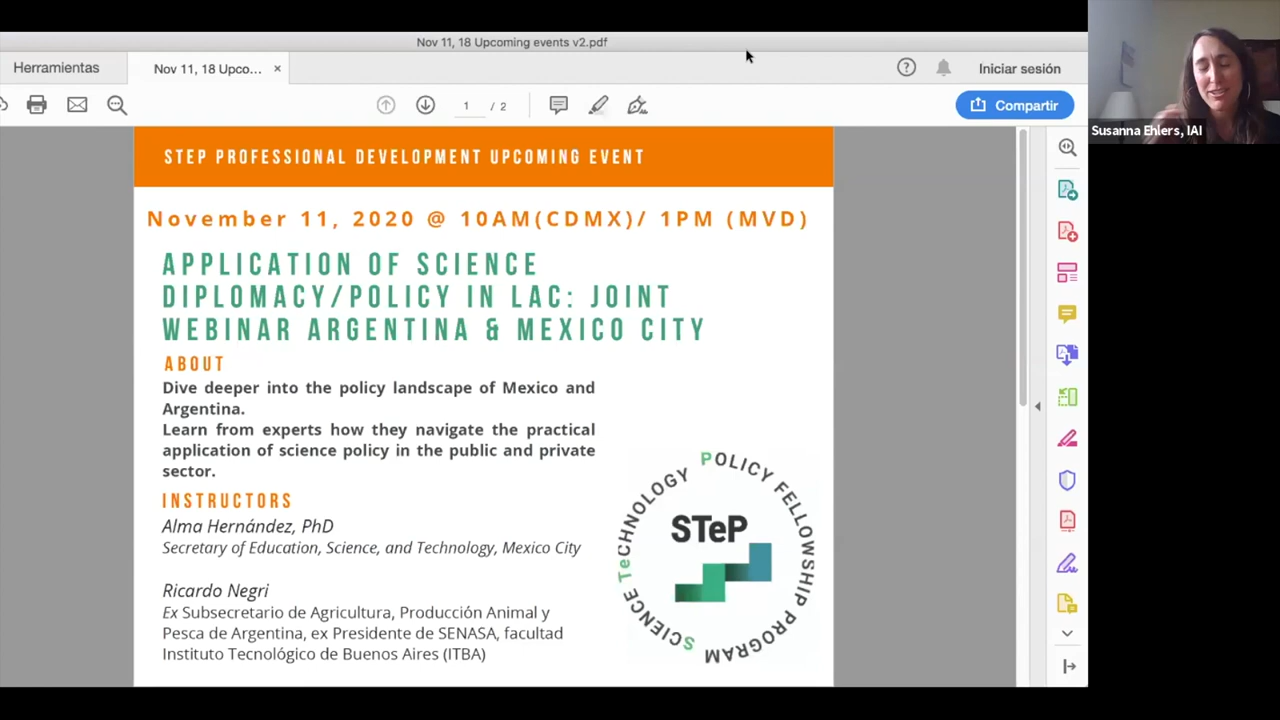 Nov 11, 18 Upcoming events v2.pdf
Herramientas
Nov 11, 18 Upco... ×
Iniciar sesión
1 / 2
Compartir
Susanna Ehlers, IAI
STEP PROFESSIONAL DEVELOPMENT UPCOMING EVENT
November 11, 2020 @ 10AM(CDMX)/ 1PM (MVD)
APPLICATION OF SCIENCE
DIPLOMACY/POLICY IN LAC: JOINT
WEBINAR ARGENTINA & MEXICO CITY
ABOUT
Dive deeper into the policy landscape of Mexico and
Argentina.
Learn from experts how they navigate the practical
application of science policy in the public and private
sector.
INSTRUCTORS
Alma Hernández, PhD
Secretary of Education, Science, and Technology, Mexico City
Ricardo Negri
Ex Subsecretario de Agricultura, Producción Animal y
Pesca de Argentina, ex Presidente de SENASA, facultad
Instituto Tecnológico de Buenos Aires (ITBA)
SCIENCE TeCHNOLOGY POLICY FELLOWSHIP PROGRAM
STeP